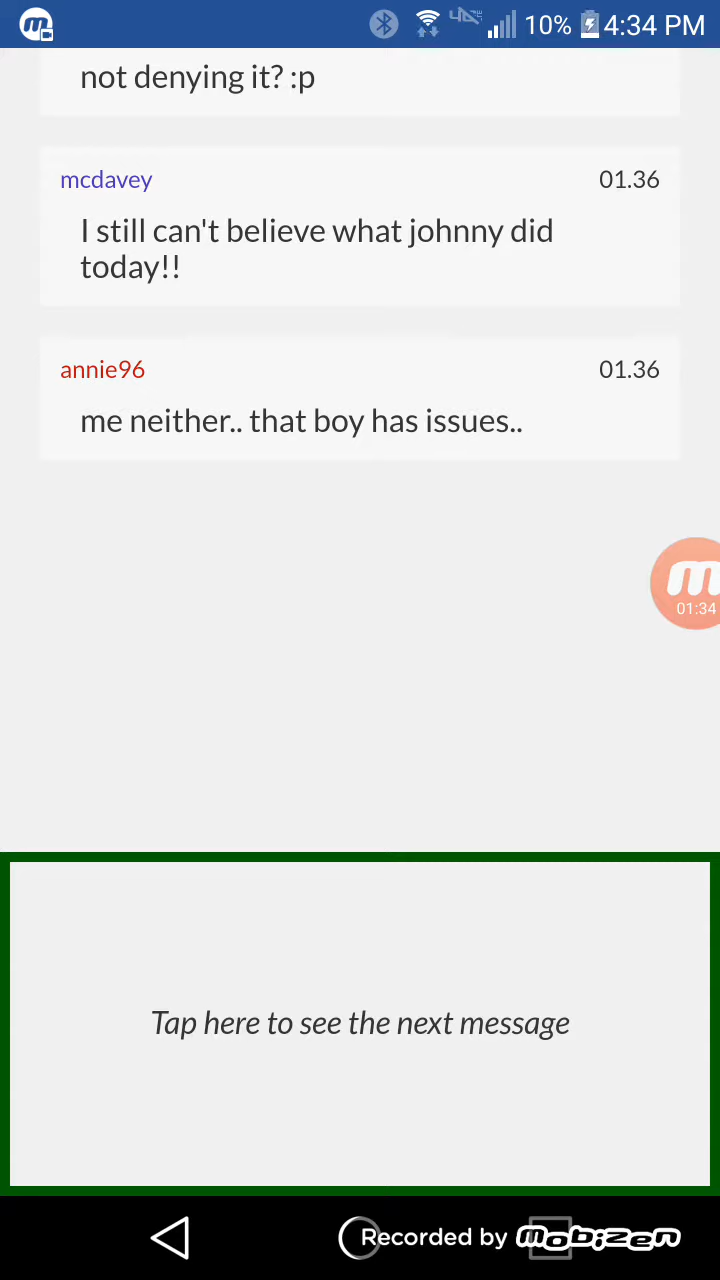 10% 4:34 PM
not denying it? :p
mcdavey 01.36
I still can't believe what johnny did
today!!
annie96 01.36
me neither.. that boy has issues..
m
01:34
Tap here to see the next message
Recorded by mobizen